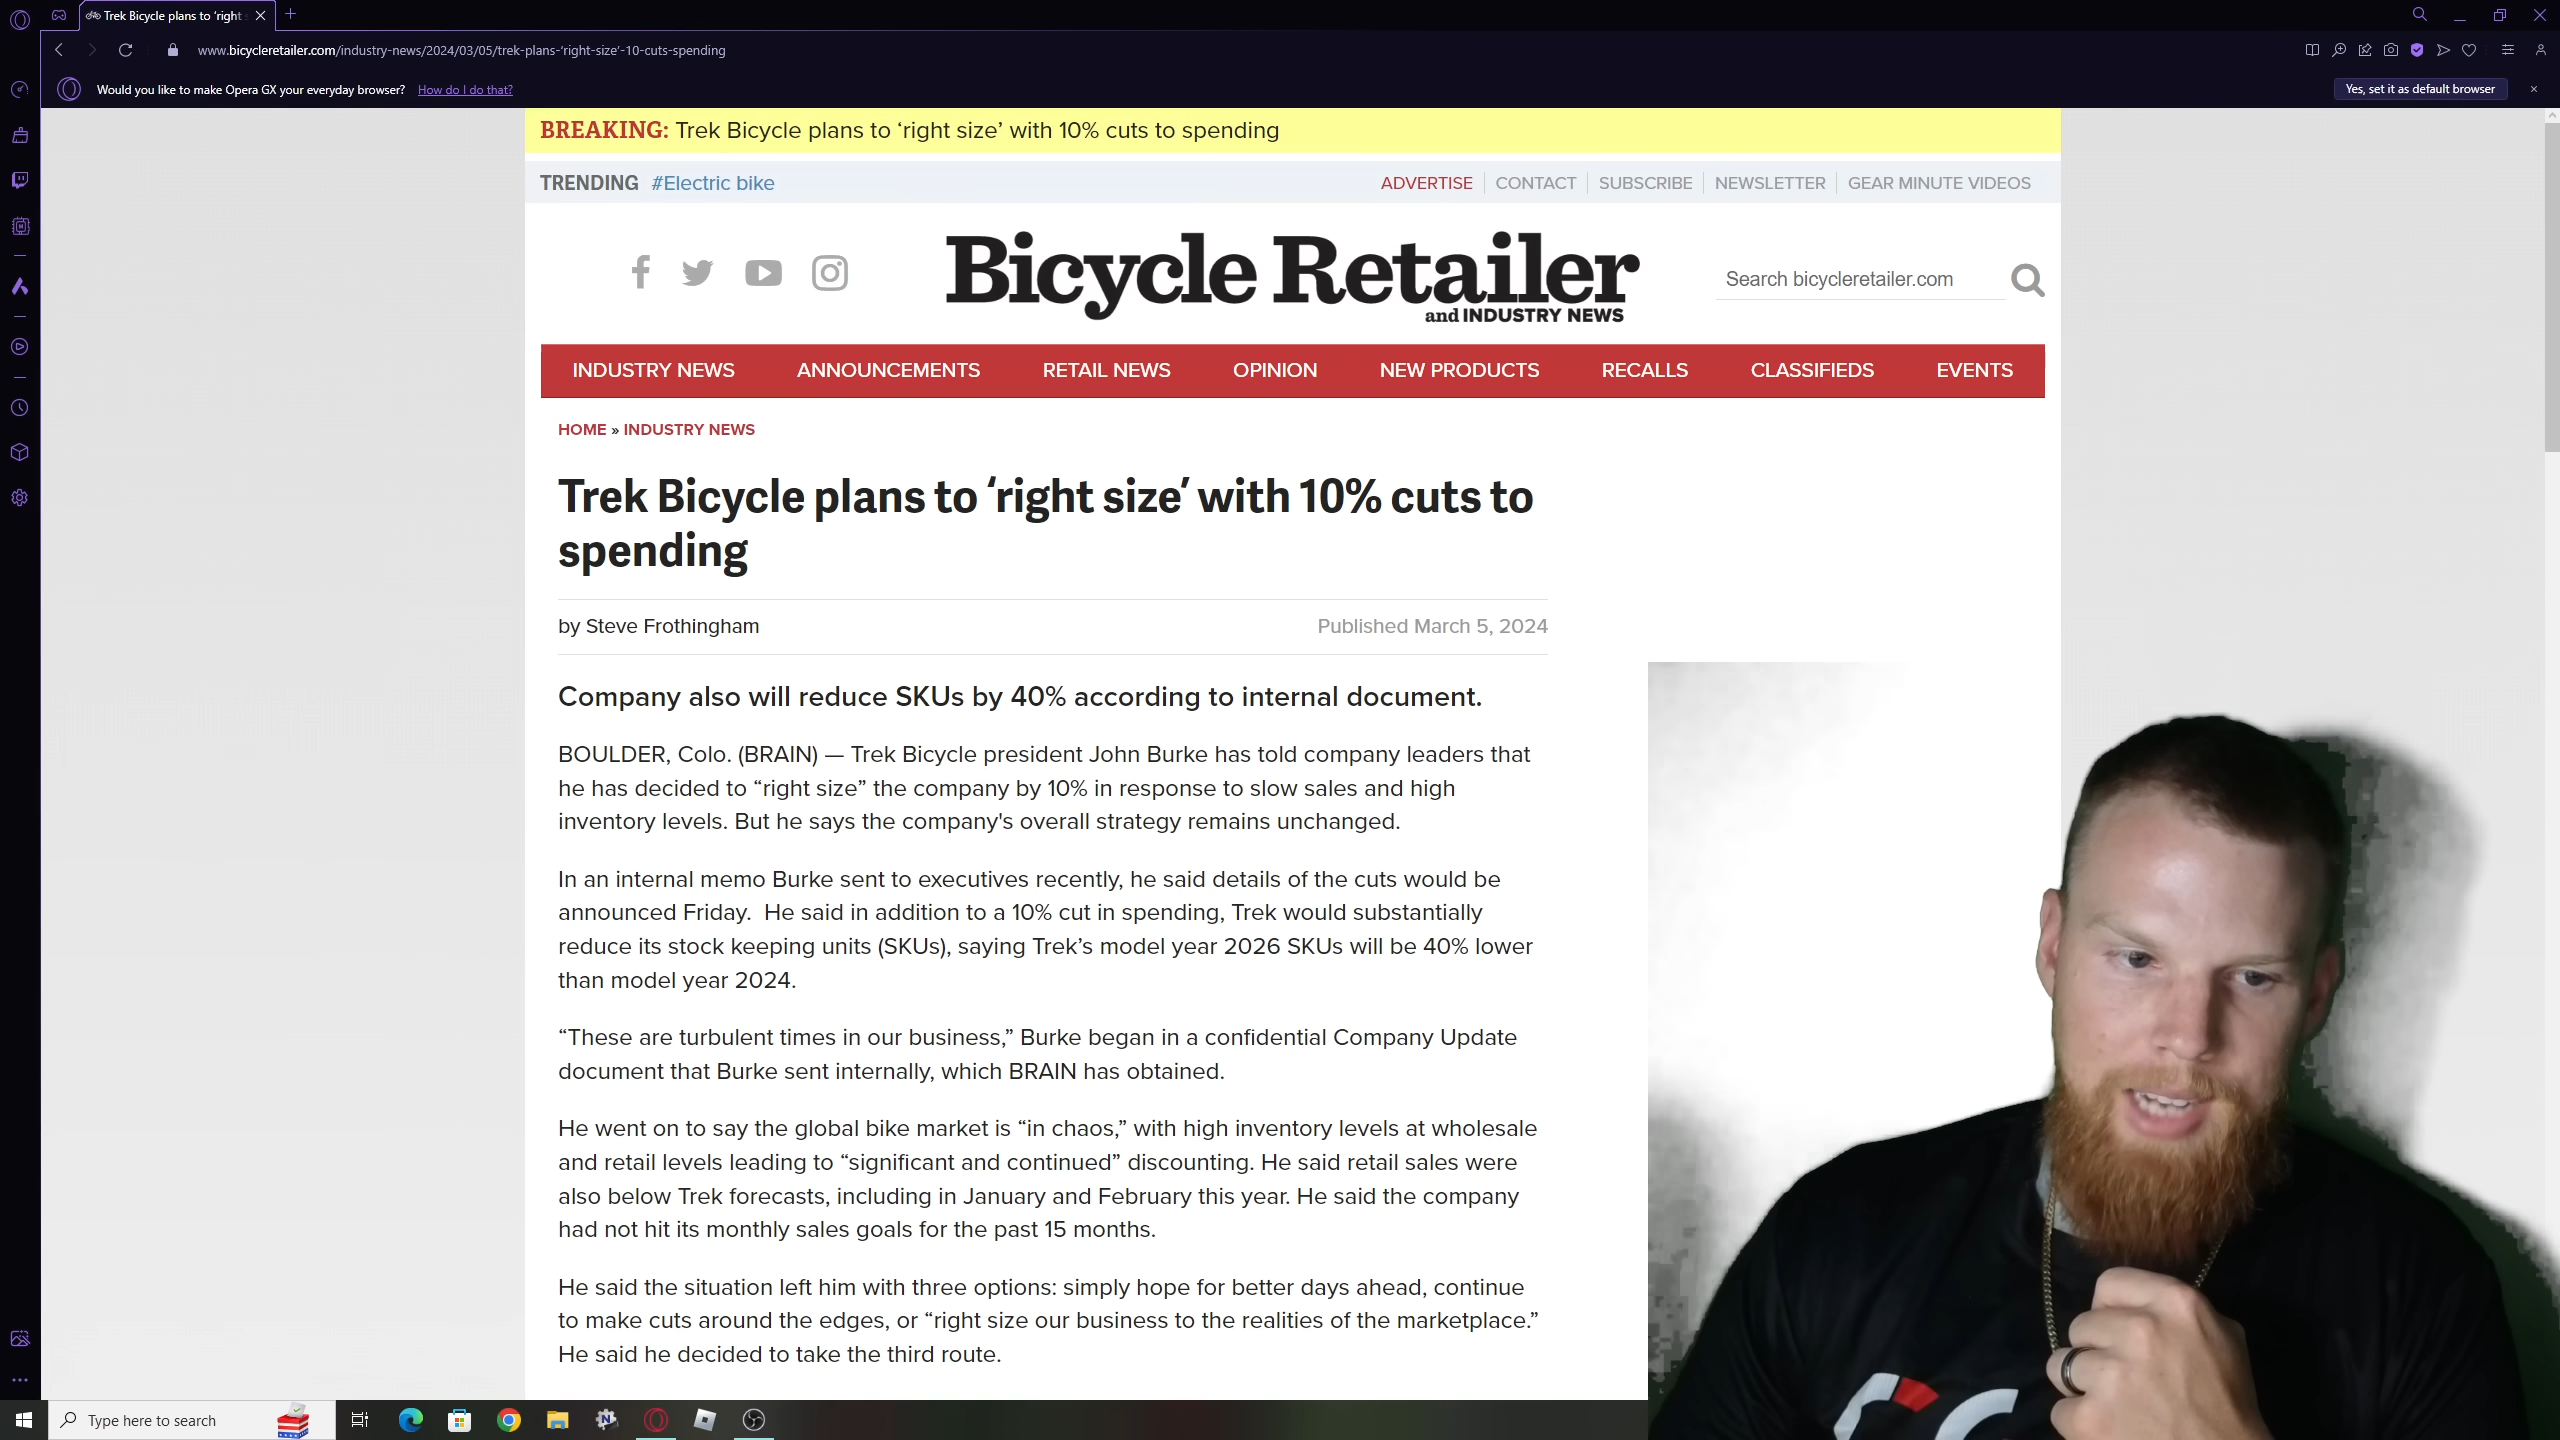 Trek Bicycle plans to ‘right
www.bicycleretailer.com/industry-news/2024/03/05/trek-plans-‘right-size’-10-cuts-spending
Would you like to make Opera GX your everyday browser? How do I do that?
Yes, set it as default browser
BREAKING: Trek Bicycle plans to ‘right size’ with 10% cuts to spending
TRENDING #Electric bike
ADVERTISE CONTACT SUBSCRIBE NEWSLETTER GEAR MINUTE VIDEOS
Bicycle Retailer
and INDUSTRY NEWS
Search bicycleretailer.com
INDUSTRY NEWS ANNOUNCEMENTS RETAIL NEWS OPINION NEW PRODUCTS RECALLS CLASSIFIEDS EVENTS
HOME » INDUSTRY NEWS
Trek Bicycle plans to ‘right size’ with 10% cuts to
spending
by Steve Frothingham
Published March 5, 2024
Company also will reduce SKUs by 40% according to internal document.
BOULDER, Colo. (BRAIN) — Trek Bicycle president John Burke has told company leaders that
he has decided to “right size” the company by 10% in response to slow sales and high
inventory levels. But he says the company's overall strategy remains unchanged.
In an internal memo Burke sent to executives recently, he said details of the cuts would be
announced Friday.  He said in addition to a 10% cut in spending, Trek would substantially
reduce its stock keeping units (SKUs), saying Trek’s model year 2026 SKUs will be 40% lower
than model year 2024.
“These are turbulent times in our business,” Burke began in a confidential Company Update
document that Burke sent internally, which BRAIN has obtained.
He went on to say the global bike market is “in chaos,” with high inventory levels at wholesale
and retail levels leading to “significant and continued” discounting. He said retail sales were
also below Trek forecasts, including in January and February this year. He said the company
had not hit its monthly sales goals for the past 15 months.
He said the situation left him with three options: simply hope for better days ahead, continue
to make cuts around the edges, or “right size our business to the realities of the marketplace.”
He said he decided to take the third route.
Type here to search